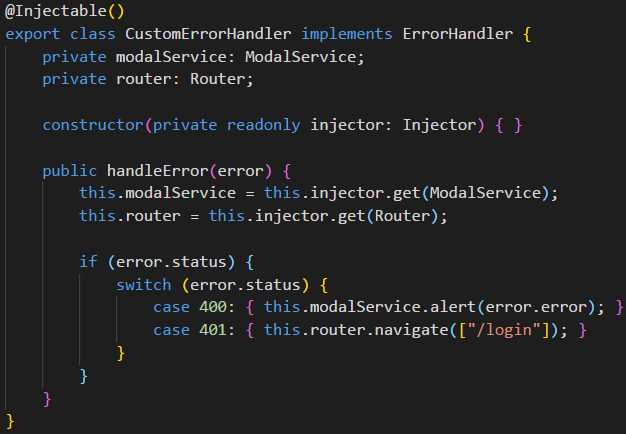 @Injectable()
export class CustomErrorHandler implements ErrorHandler {
    private modalService: ModalService;
    private router: Router;

    constructor(private readonly injector: Injector) { }

    public handleError(error) {
        this.modalService = this.injector.get(ModalService);
        this.router = this.injector.get(Router);

        if (error.status) {
            switch (error.status) {
                case 400: { this.modalService.alert(error.error); }
                case 401: { this.router.navigate(["/login"]); }
            }
        }
    }
}